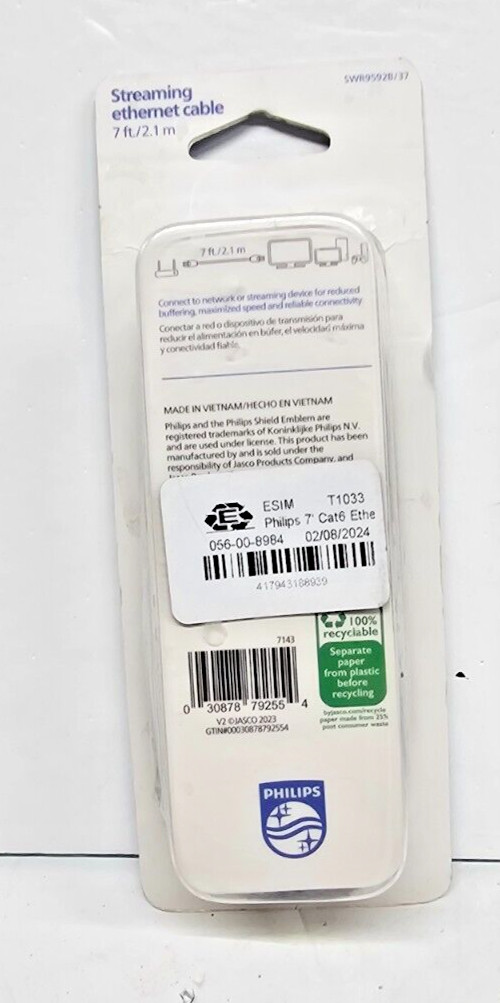 SWR9592B/37
Streaming
ethernet cable
7 ft./2.1 m
7 ft./2.1 m
Connect to network or streaming device for reduced
buffering, maximized speed and reliable connectivity.
Conectar a red o dispositivo de transmisión para
reducir el alimentación en búfer, el velocidad máxima
y conectividad fiable.
MADE IN VIETNAM/HECHO EN VIETNAM
Philips and the Philips Shield Emblem are
registered trademarks of Koninklijke Philips N.V.
and are used under license. This product has been
manufactured by and is sold under the
responsibility of Jasco Products Company, and
E
ESIM T1033
Philips 7' Cat6 Ethe
056-00-8984 02/08/2024
417943188939
100%
recyclable
Separate
paper
from plastic
before
recycling
byjasco.com/recycle
paper made from 25%
post consumer waste
7143
0 30878 79255 4
V2 ©JASCO 2023
GTIN#00030878792554
PHILIPS